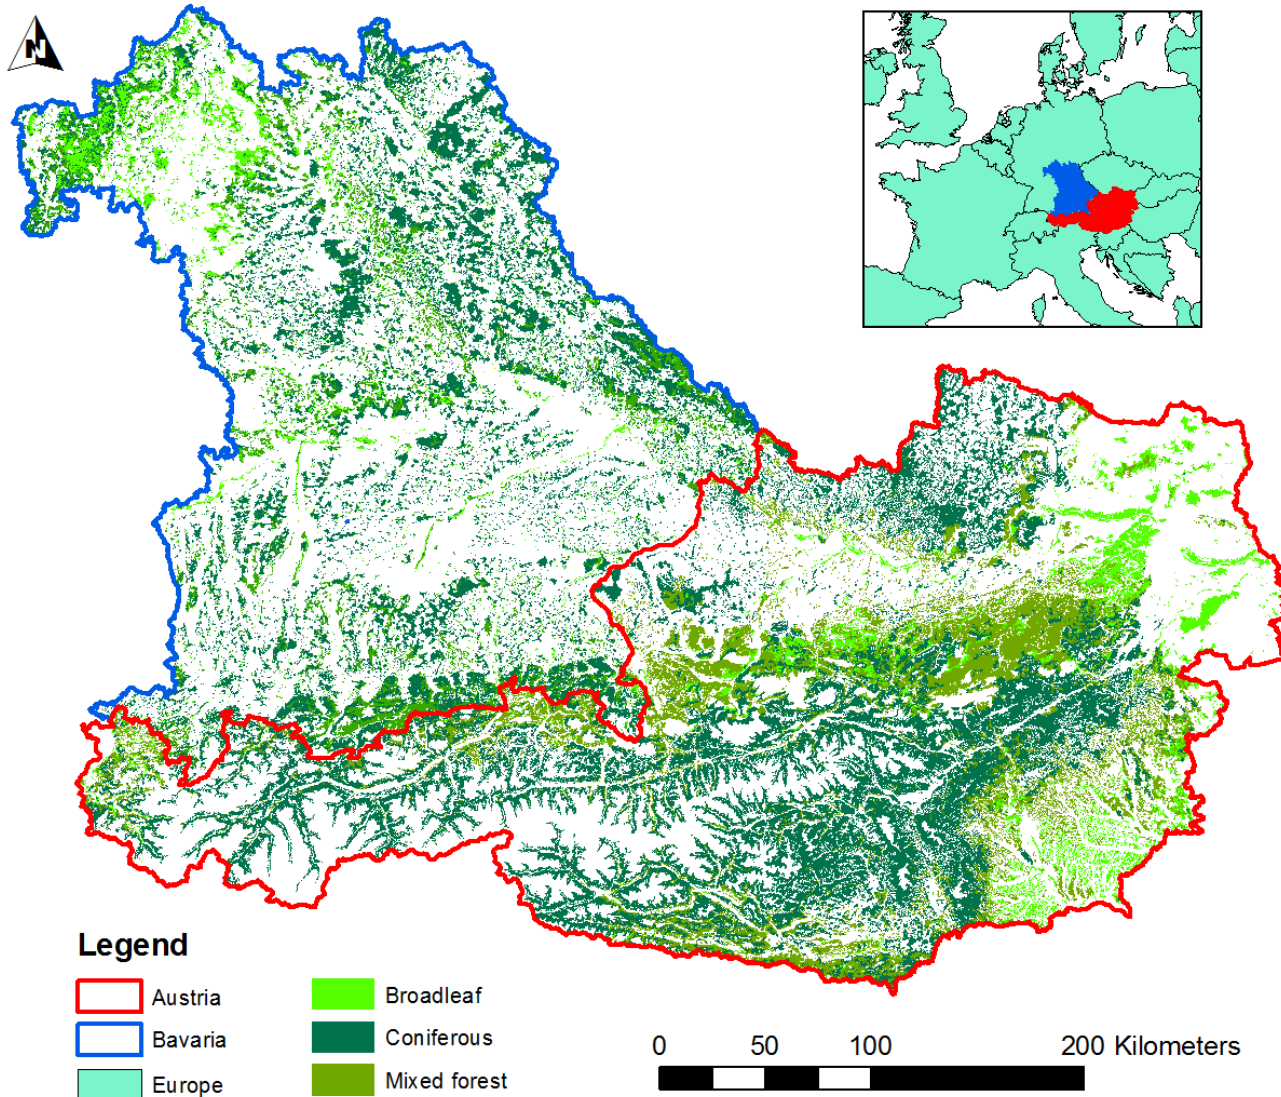 N
Legend
Austria
Bavaria
Europe
Broadleaf
Coniferous
Mixed forest
0 50 100 200 Kilometers